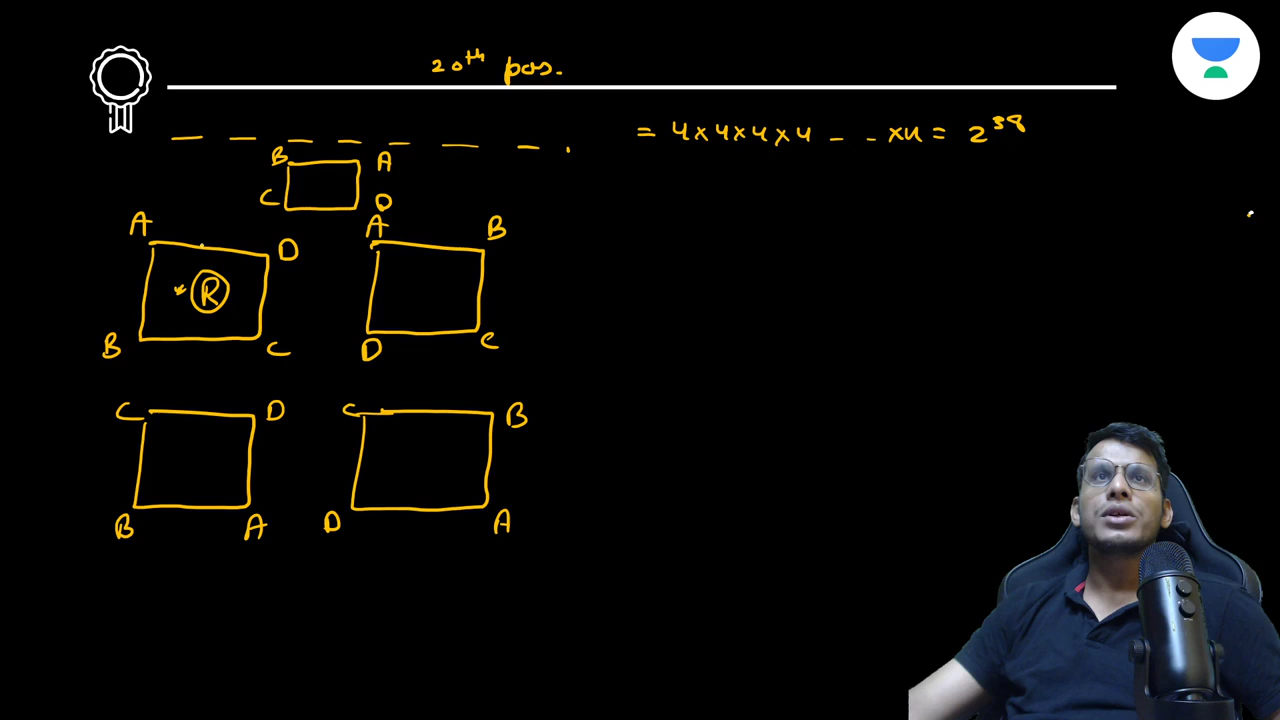 20th pos.
= 4 x 4 x 4 x 4 - - x 4 = 2^38
B A
C D
A D
R
B C
A B
D C
C D
B A
C B
D A